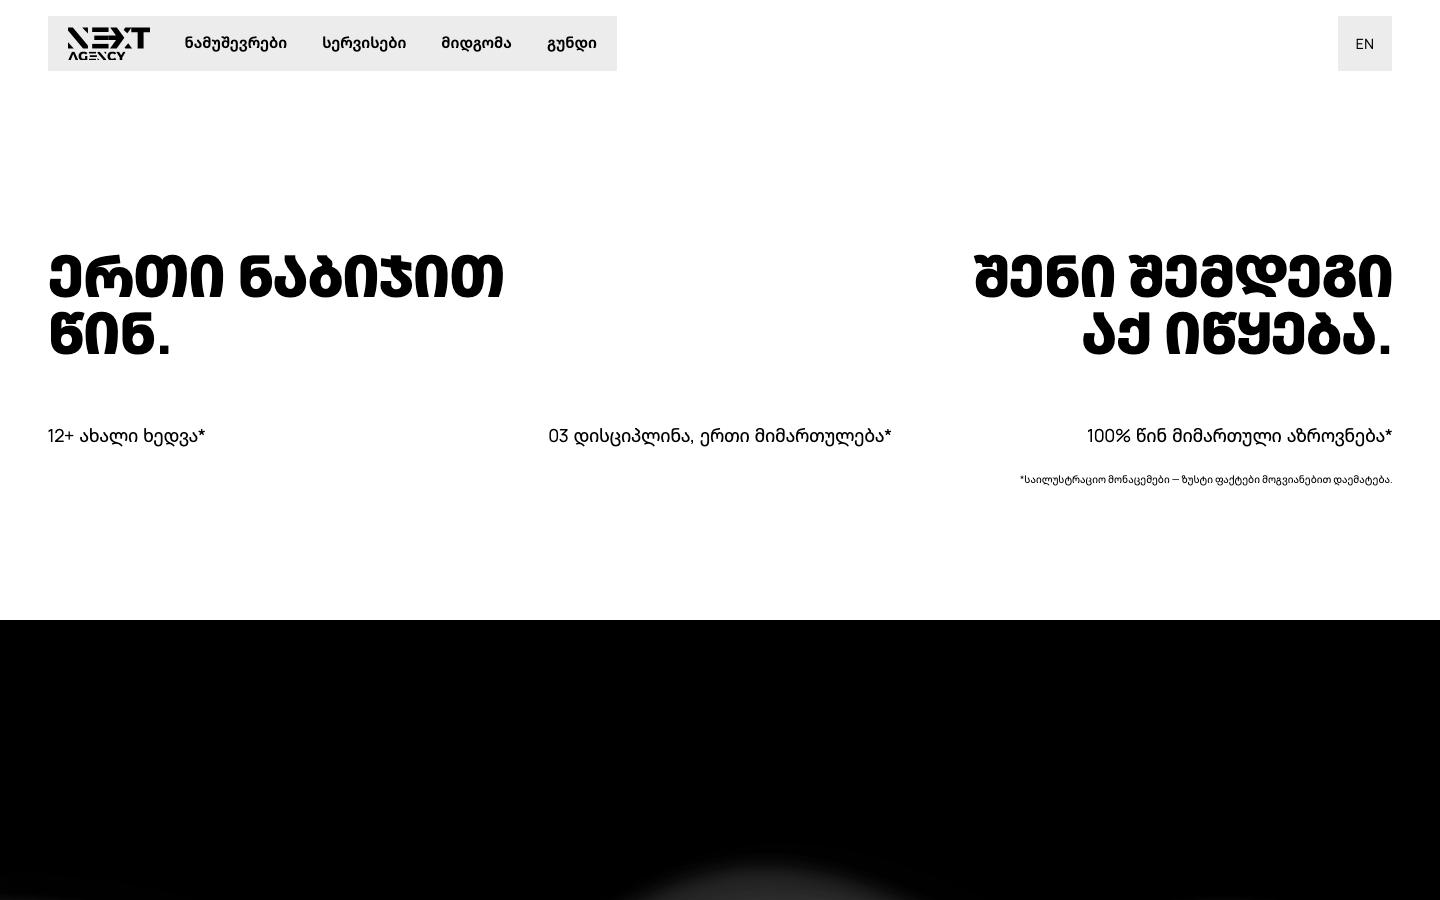 NEXT
AGENCY
ნამუშევრები
სერვისები
მიდგომა
გუნდი
EN
ერთი ნაბიჯით
წინ.
შენი შემდეგი
აქ იწყება.
12+ ახალი ხედვა*
03 დისციპლინა, ერთი მიმართულება*
100% წინ მიმართული აზროვნება*
*საილუსტრაციო მონაცემები — ზუსტი ფაქტები მოგვიანებით დაემატება.